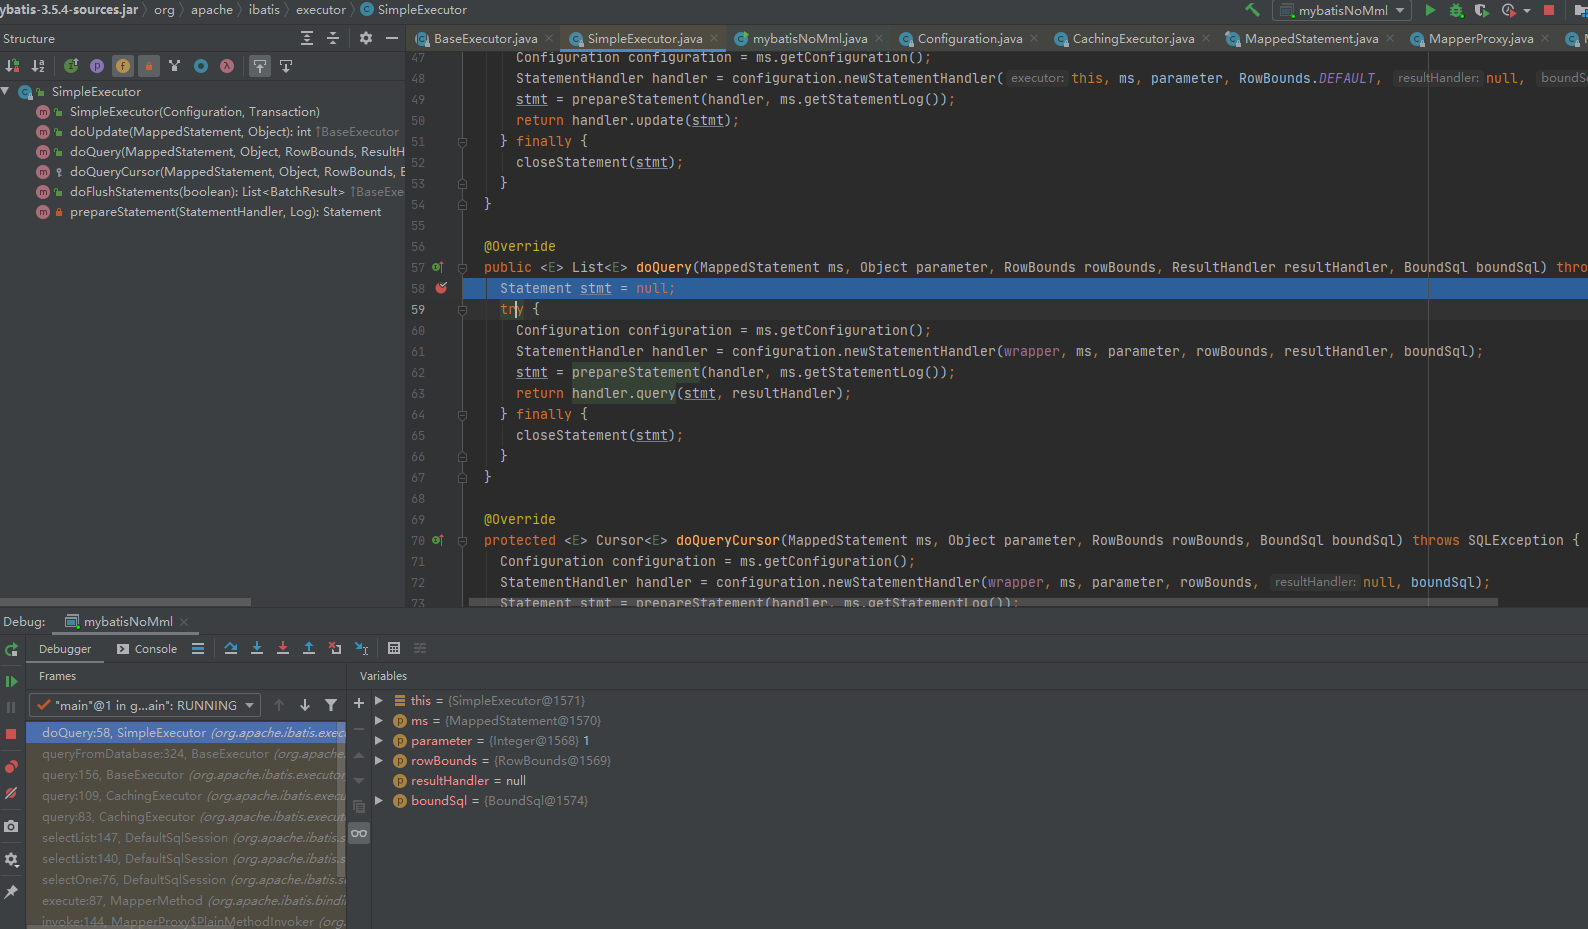 ybatis-3.5.4-sources.jar org apache ibatis executor SimpleExecutor mybatisNoMml
Structure
BaseExecutor.java SimpleExecutor.java mybatisNoMml.java Configuration.java CachingExecutor.java MappedStatement.java MapperProxy.java
SimpleExecutor
SimpleExecutor(Configuration, Transaction)
doUpdate(MappedStatement, Object): int ↑BaseExecutor
doQuery(MappedStatement, Object, RowBounds, ResultH
doQueryCursor(MappedStatement, Object, RowBounds, E
doFlushStatements(boolean): List<BatchResult> ↑BaseExe
prepareStatement(StatementHandler, Log): Statement
47 Configuration configuration = ms.getConfiguration();
48 StatementHandler handler = configuration.newStatementHandler( executor: this, ms, parameter, RowBounds.DEFAULT, resultHandler: null, boundSq
49 stmt = prepareStatement(handler, ms.getStatementLog());
50 return handler.update(stmt);
51 } finally {
52 closeStatement(stmt);
53 }
54 }
55
56 @Override
57 public <E> List<E> doQuery(MappedStatement ms, Object parameter, RowBounds rowBounds, ResultHandler resultHandler, BoundSql boundSql) thro
58 Statement stmt = null;
59 try {
60 Configuration configuration = ms.getConfiguration();
61 StatementHandler handler = configuration.newStatementHandler(wrapper, ms, parameter, rowBounds, resultHandler, boundSql);
62 stmt = prepareStatement(handler, ms.getStatementLog());
63 return handler.query(stmt, resultHandler);
64 } finally {
65 closeStatement(stmt);
66 }
67 }
68
69 @Override
70 protected <E> Cursor<E> doQueryCursor(MappedStatement ms, Object parameter, RowBounds rowBounds, BoundSql boundSql) throws SQLException {
71 Configuration configuration = ms.getConfiguration();
72 StatementHandler handler = configuration.newStatementHandler(wrapper, ms, parameter, rowBounds, resultHandler: null, boundSql);
73 Statement stmt = prepareStatement(handler, ms.getStatementLog());
Debug: mybatisNoMml
Debugger Console
Frames
"main"@1 in g...ain": RUNNING
doQuery:58, SimpleExecutor (org.apache.ibatis.exec
queryFromDatabase:324, BaseExecutor (org.apache.
query:156, BaseExecutor (org.apache.ibatis.executor
query:109, CachingExecutor (org.apache.ibatis.execu
query:83, CachingExecutor (org.apache.ibatis.execut
selectList:147, DefaultSqlSession (org.apache.ibatis.s
selectList:140, DefaultSqlSession (org.apache.ibatis.s
selectOne:76, DefaultSqlSession (org.apache.ibatis.s
execute:87, MapperMethod (org.apache.ibatis.bindi
invoke:144, MapperProxy$PlainMethodInvoker (org.
Variables
this = {SimpleExecutor@1571}
ms = {MappedStatement@1570}
parameter = {Integer@1568} 1
rowBounds = {RowBounds@1569}
resultHandler = null
boundSql = {BoundSql@1574}